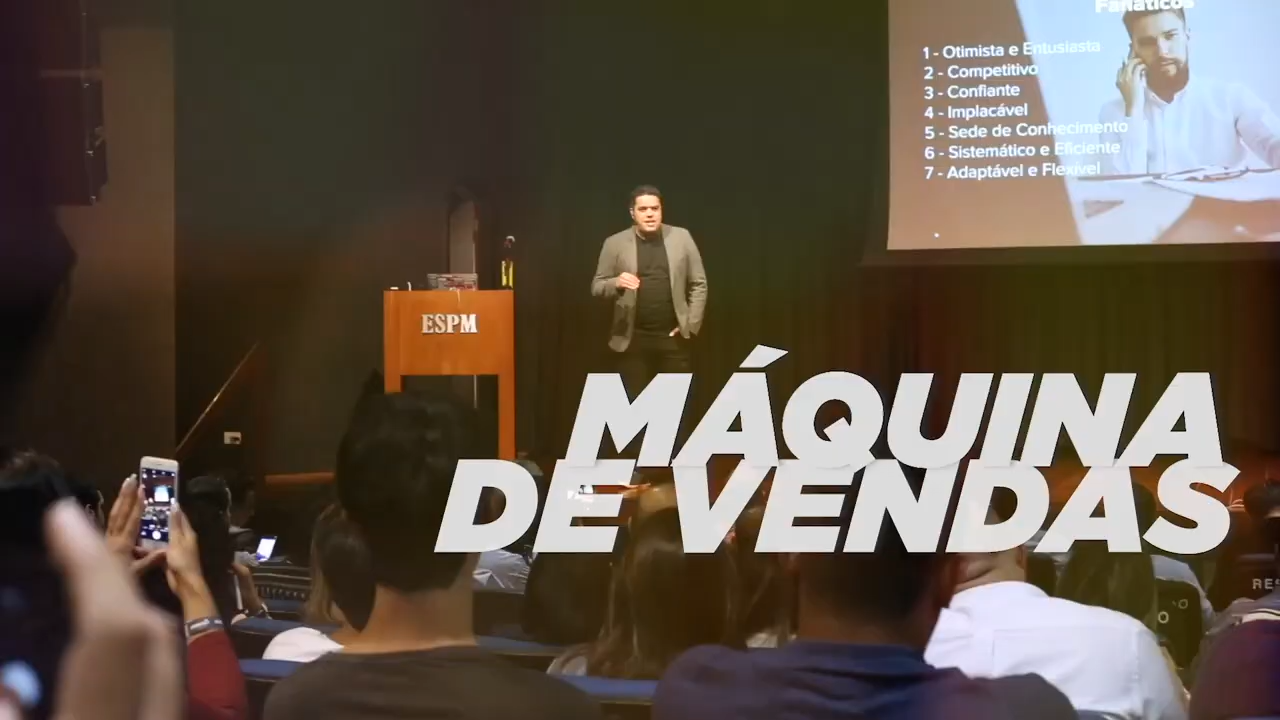 Fanáticos
1 - Otimista e Entusiasta
2 - Competitivo
3 - Confiante
4 - Implacável
5 - Sede de Conhecimento
6 - Sistemático e Eficiente
7 - Adaptável e Flexível
ESPM
MÁQUINA
DE VENDAS